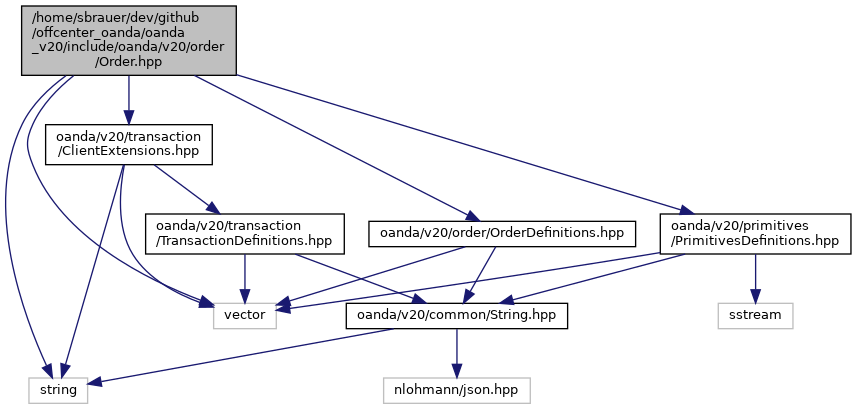 /home/sbrauer/dev/github
/offcenter_oanda/oanda
_v20/include/oanda/v20/order
/Order.hpp
oanda/v20/transaction
/ClientExtensions.hpp
oanda/v20/transaction
/TransactionDefinitions.hpp
oanda/v20/order/OrderDefinitions.hpp
oanda/v20/primitives
/PrimitivesDefinitions.hpp
vector
oanda/v20/common/String.hpp
sstream
string
nlohmann/json.hpp